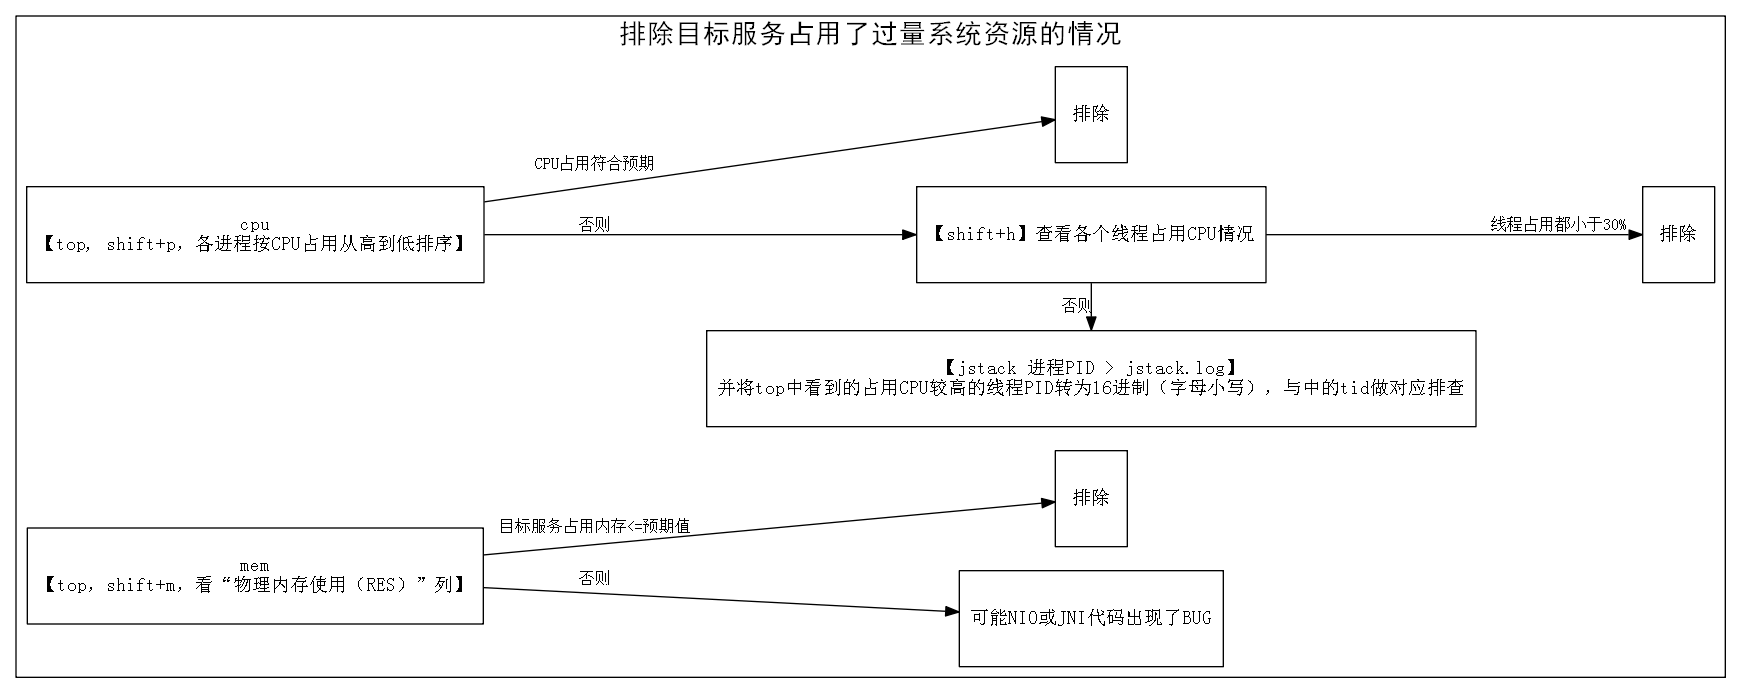 排除目标服务占用了过量系统资源的情况
排除
CPU占用符合预期
cpu
【top, shift+p, 各进程按CPU占用从高到低排序】
否则
【shift+h】查看各个线程占用CPU情况
线程占用都小于30%
排除
否则
【jstack 进程PID > jstack.log】
并将top中看到的占用CPU较高的线程PID转为16进制（字母小写），与中的tid做对应排查
排除
目标服务占用内存<=预期值
mem
【top, shift+m, 看“物理内存使用（RES）”列】
否则
可能NIO或JNI代码出现了BUG